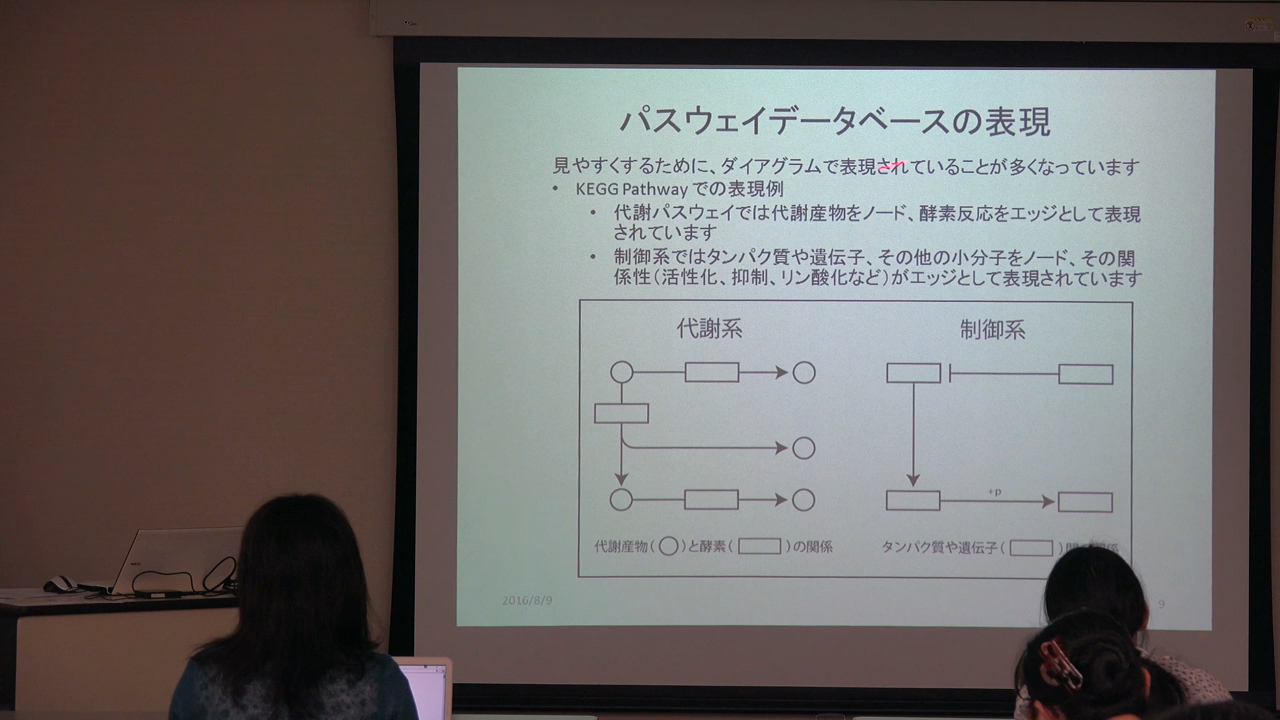 パスウェイデータベースの表現
見やすくするために、ダイアグラムで表現されていることが多くなっています
• KEGG Pathway での表現例
• 代謝パスウェイでは代謝産物をノード、酵素反応をエッジとして表現
されています
• 制御系ではタンパク質や遺伝子、その他の小分子をノード、その関
係性（活性化、抑制、リン酸化など）がエッジとして表現されています
代謝系
制御系
+p
代謝産物（○）と酵素（▭）の関係
タンパク質や遺伝子（▭）
2016/8/9
9